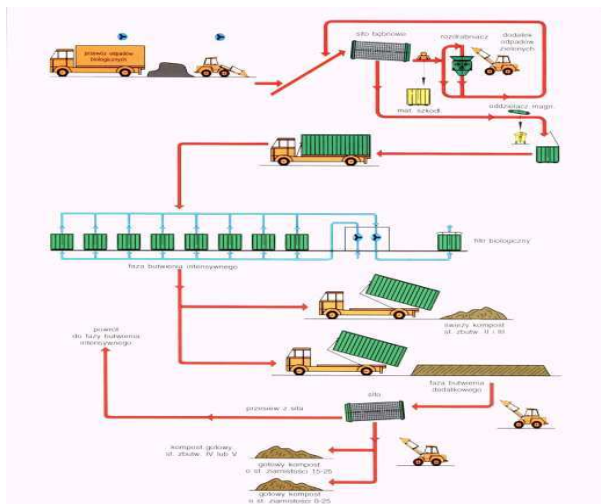 przewóz odpadów
biologicznych
sito bębnowe
rozdrabniacz
dodatek
odpadów
zielonych
mat. szkodl.
oddzielacz magn.
filtr biologiczny
faza butwienia intensywnego
świeży kompost
st. zbutw. II i III
powrót
do fazy butwienia
intensywnego
faza butwienia
dodatkowego
sito
przesiew z sita
kompost gotowy
st. zbutw. IV lub V
gotowy kompost
o st. ziarnistości 15-25
gotowy kompost
o st. ziarnistości 0-25